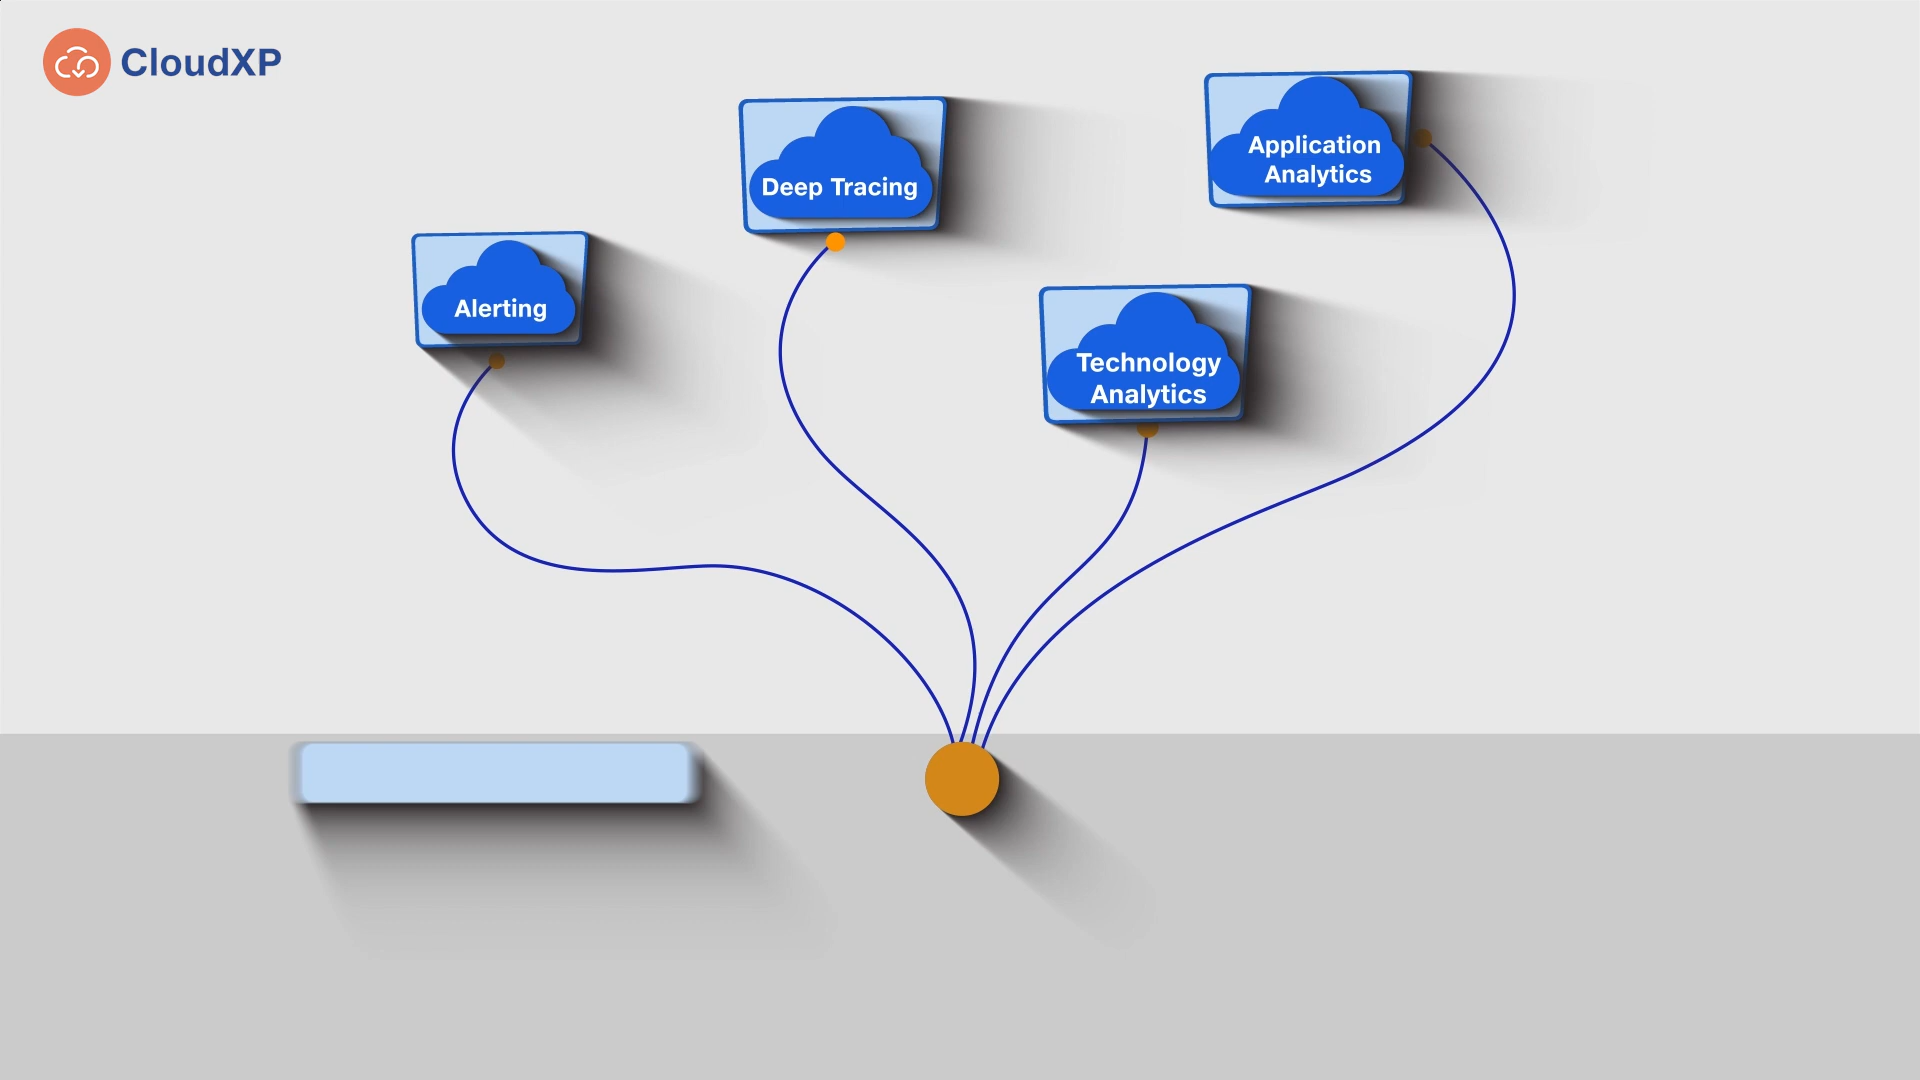 CloudXP
Deep Tracing
Application
Analytics
Alerting
Technology
Analytics